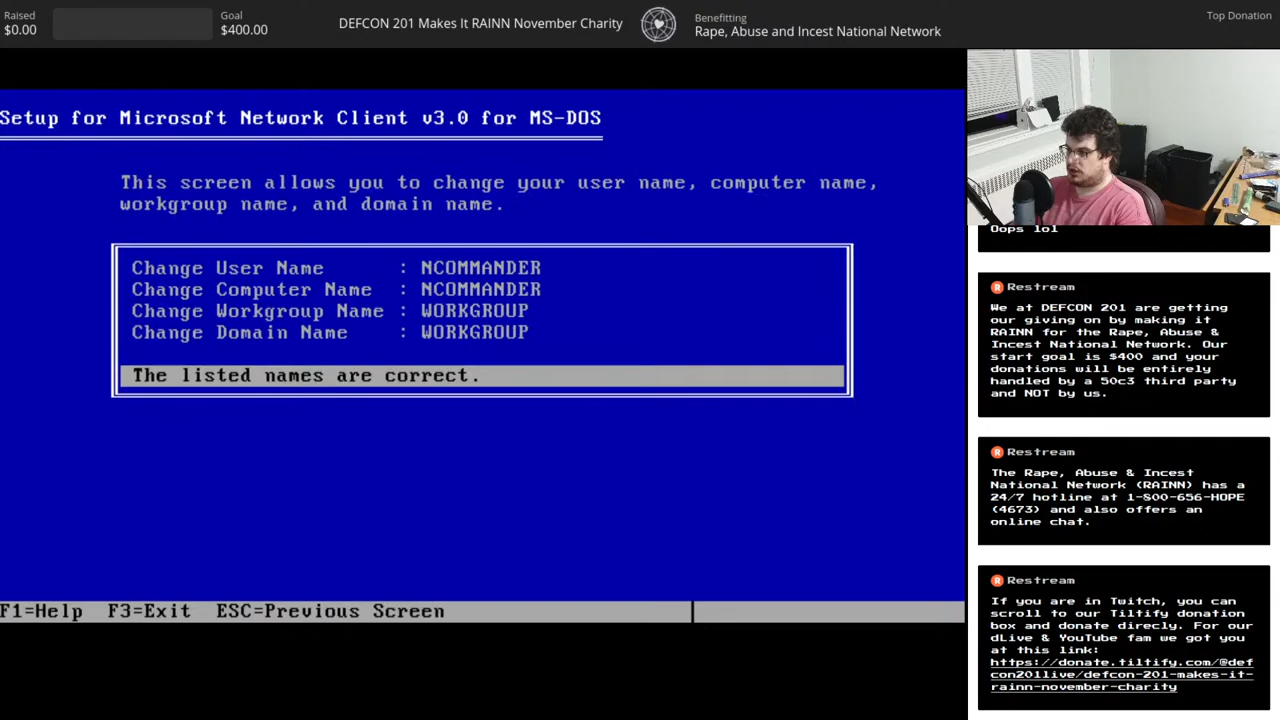 Raised
$0.00
Goal
$400.00
DEFCON 201 Makes It RAINN November Charity
Benefitting
Rape, Abuse and Incest National Network
Top Donation
Setup for Microsoft Network Client v3.0 for MS-DOS
This screen allows you to change your user name, computer name,
workgroup name, and domain name.
Change User Name : NCOMMANDER
Change Computer Name : NCOMMANDER
Change Workgroup Name : WORKGROUP
Change Domain Name : WORKGROUP
The listed names are correct.
F1=Help F3=Exit ESC=Previous Screen
Oops lol
R Restream
We at DEFCON 201 are getting
our giving on by making it
RAINN for the Rape, Abuse &
Incest National Network. Our
start goal is $400 and your
donations will be entirely
handled by a 50c3 third party
and NOT by us.
R Restream
The Rape, Abuse & Incest
National Network (RAINN) has a
24/7 hotline at 1-800-656-HOPE
(4673) and also offers an
online chat.
R Restream
If you are in Twitch, you can
scroll to our Tiltify donation
box and donate direcly. For our
dLive & YouTube fam we got you
at this link:
https://donate.tiltify.com/@def
con201live/defcon-201-makes-it-
rainn-november-charity